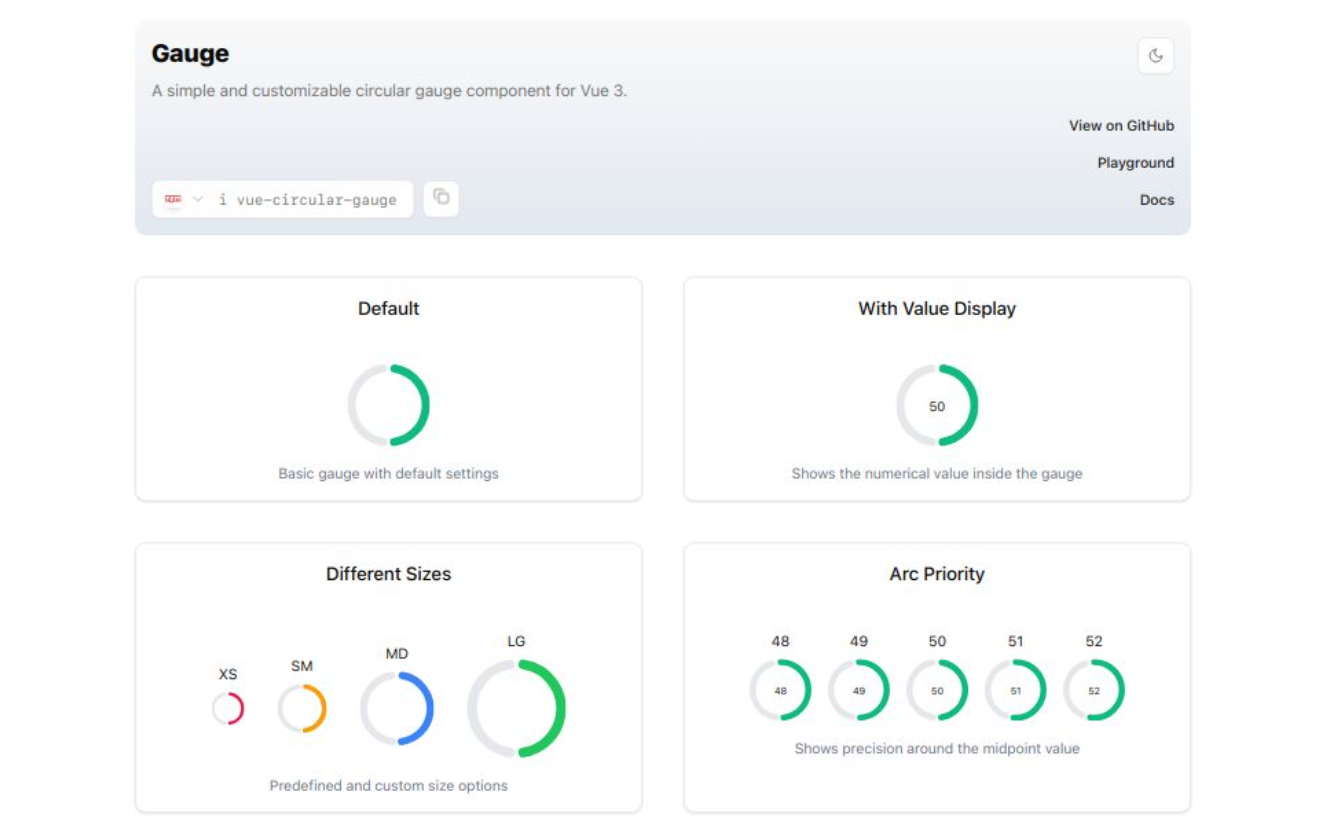 Gauge
A simple and customizable circular gauge component for Vue 3.
View on GitHub
Playground
npm i vue-circular-gauge
Docs
Default
Basic gauge with default settings
With Value Display
50
Shows the numerical value inside the gauge
Different Sizes
XS
SM
MD
LG
Predefined and custom size options
Arc Priority
48 49 50 51 52
48 49 50 51 52
Shows precision around the midpoint value